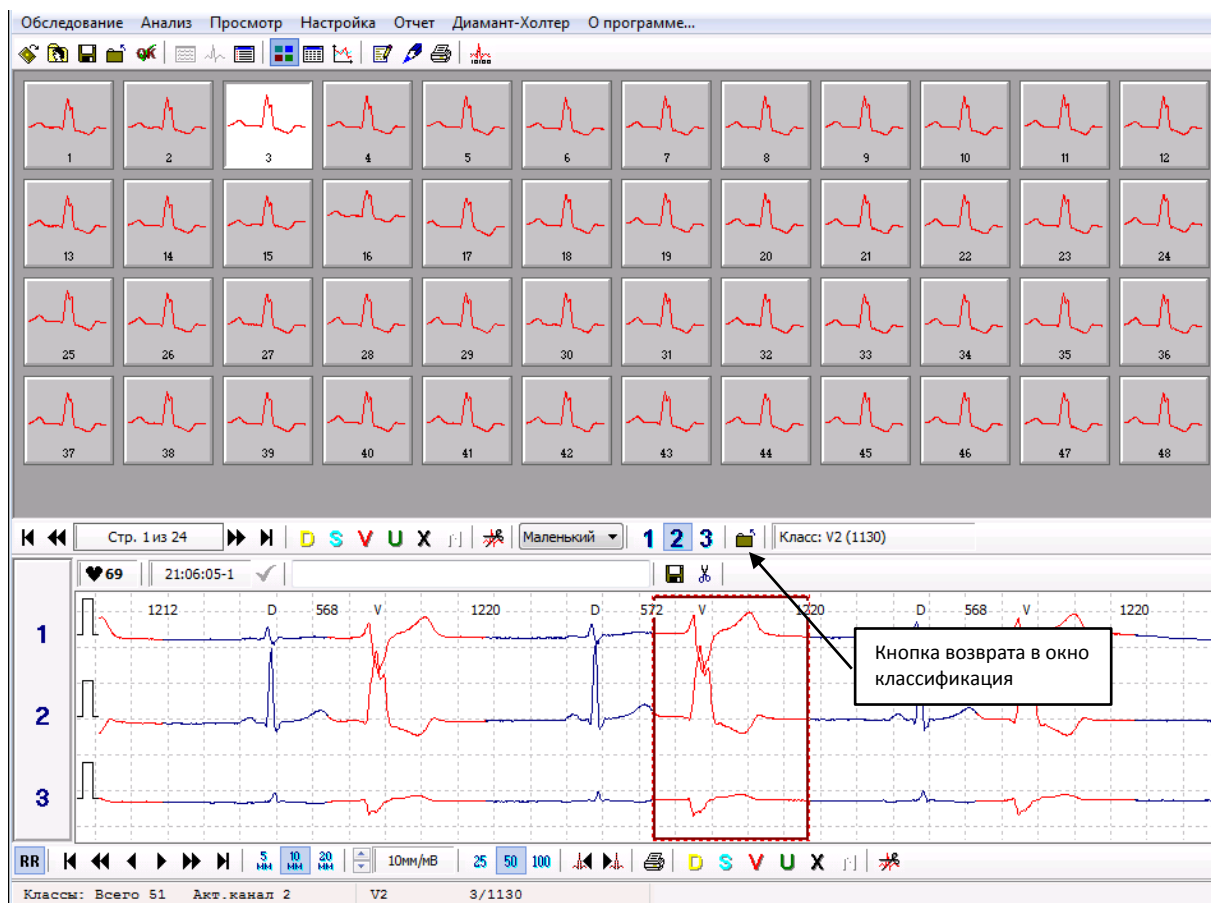 Обследование Анализ Просмотр Настройка Отчет Диамант-Холтер О программе...
OK
1 2 3 4 5 6 7 8 9 10 11 12
13 14 15 16 17 18 19 20 21 22 23 24
25 26 27 28 29 30 31 32 33 34 35 36
37 38 39 40 41 42 43 44 45 46 47 48
Стр. 1 из 24 D S V U X Маленький 1 2 3 Класс: V2 (1130)
69 21:06:05-1
1212 D 568 V 1220 D 572 V 1220 D 568 V 1220
1
Кнопка возврата в окно
классификация
2
3
RR 5 мм 10 мм 20 мм 10мм/мВ 25 50 100 D S V U X
Классы: Всего 51 Акт.канал 2 V2 3/1130